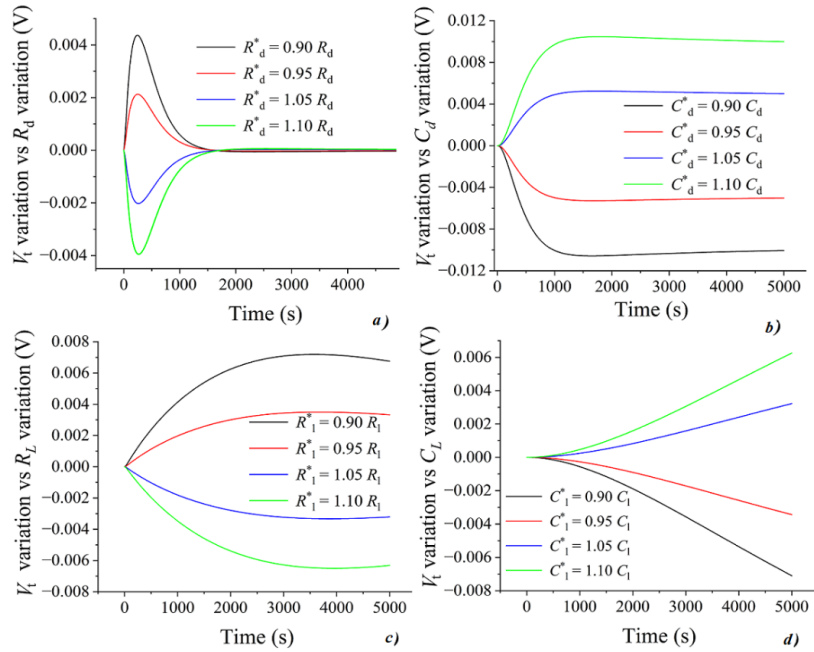 V_t variation vs R_d variation (V)
0.004
0.002
0.000
-0.002
-0.004
R*_d = 0.90 R_d
R*_d = 0.95 R_d
R*_d = 1.05 R_d
R*_d = 1.10 R_d
0 1000 2000 3000 4000
Time (s)
a)
V_t variation vs C_d variation (V)
0.012
0.008
0.004
0.000
-0.004
-0.008
-0.012
C*_d = 0.90 C_d
C*_d = 0.95 C_d
C*_d = 1.05 C_d
C*_d = 1.10 C_d
0 1000 2000 3000 4000 5000
Time (s)
b)
V_t variation vs R_L variation (V)
0.008
0.006
0.004
0.002
0.000
-0.002
-0.004
-0.006
-0.008
R*_l = 0.90 R_l
R*_l = 0.95 R_l
R*_l = 1.05 R_l
R*_l = 1.10 R_l
0 1000 2000 3000 4000 5000
Time (s)
c)
V_t variation vs C_L variation (V)
0.006
0.004
0.002
0.000
-0.002
-0.004
-0.006
-0.008
C*_l = 0.90 C_l
C*_l = 0.95 C_l
C*_l = 1.05 C_l
C*_l = 1.10 C_l
0 1000 2000 3000 4000 5000
Time (s)
d)